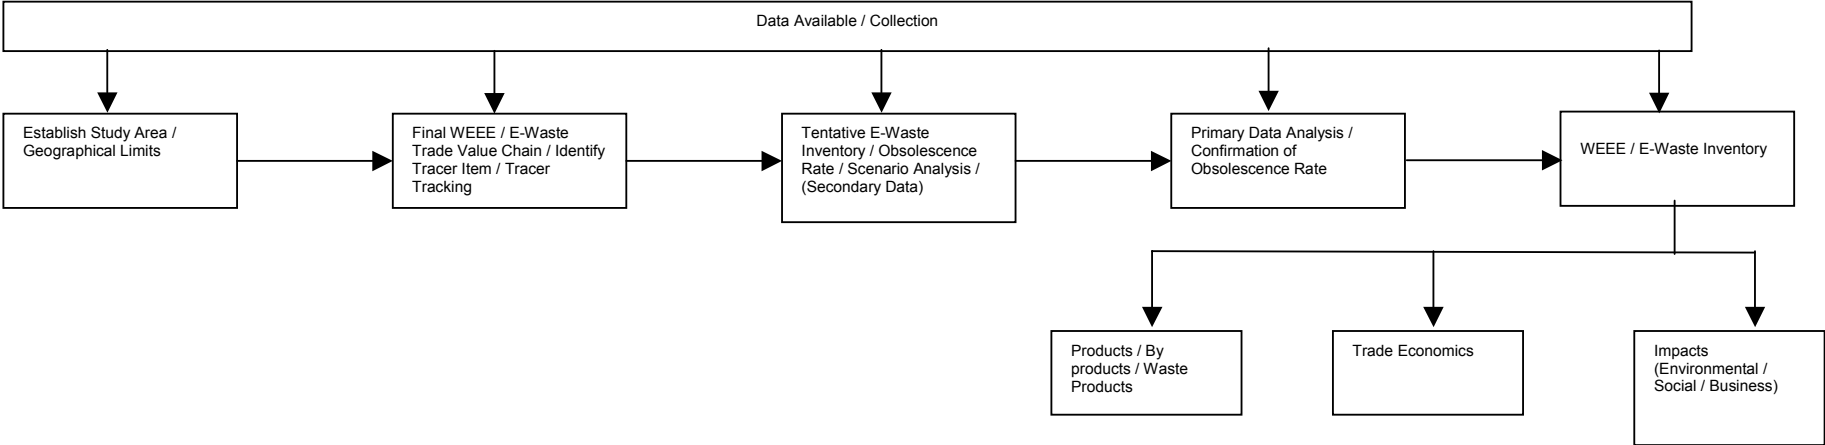 Data Available / Collection
Establish Study Area /
Geographical Limits
Final WEEE / E-Waste
Trade Value Chain / Identify
Tracer Item / Tracer
Tracking
Tentative E-Waste
Inventory / Obsolescence
Rate / Scenario Analysis /
(Secondary Data)
Primary Data Analysis /
Confirmation of
Obsolescence Rate
WEEE / E-Waste Inventory
Products / By
products / Waste
Products
Trade Economics
Impacts
(Environmental /
Social / Business)